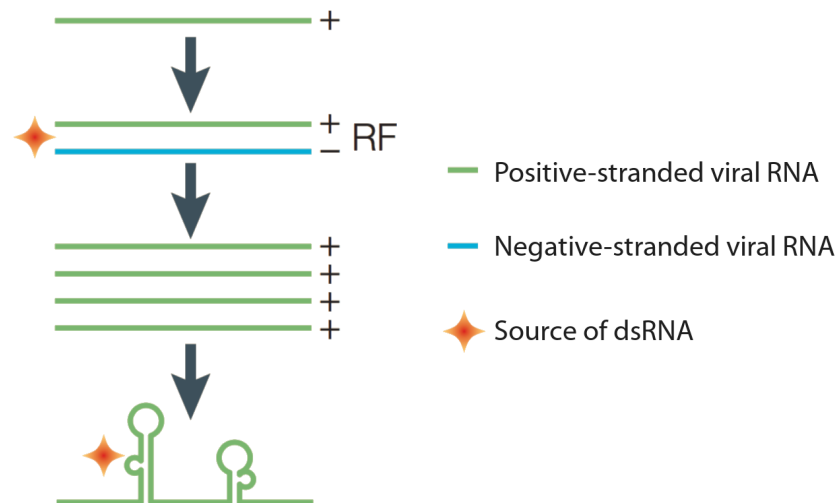 +
+ RF
−
+
+
+
+
Positive-stranded viral RNA
Negative-stranded viral RNA
Source of dsRNA